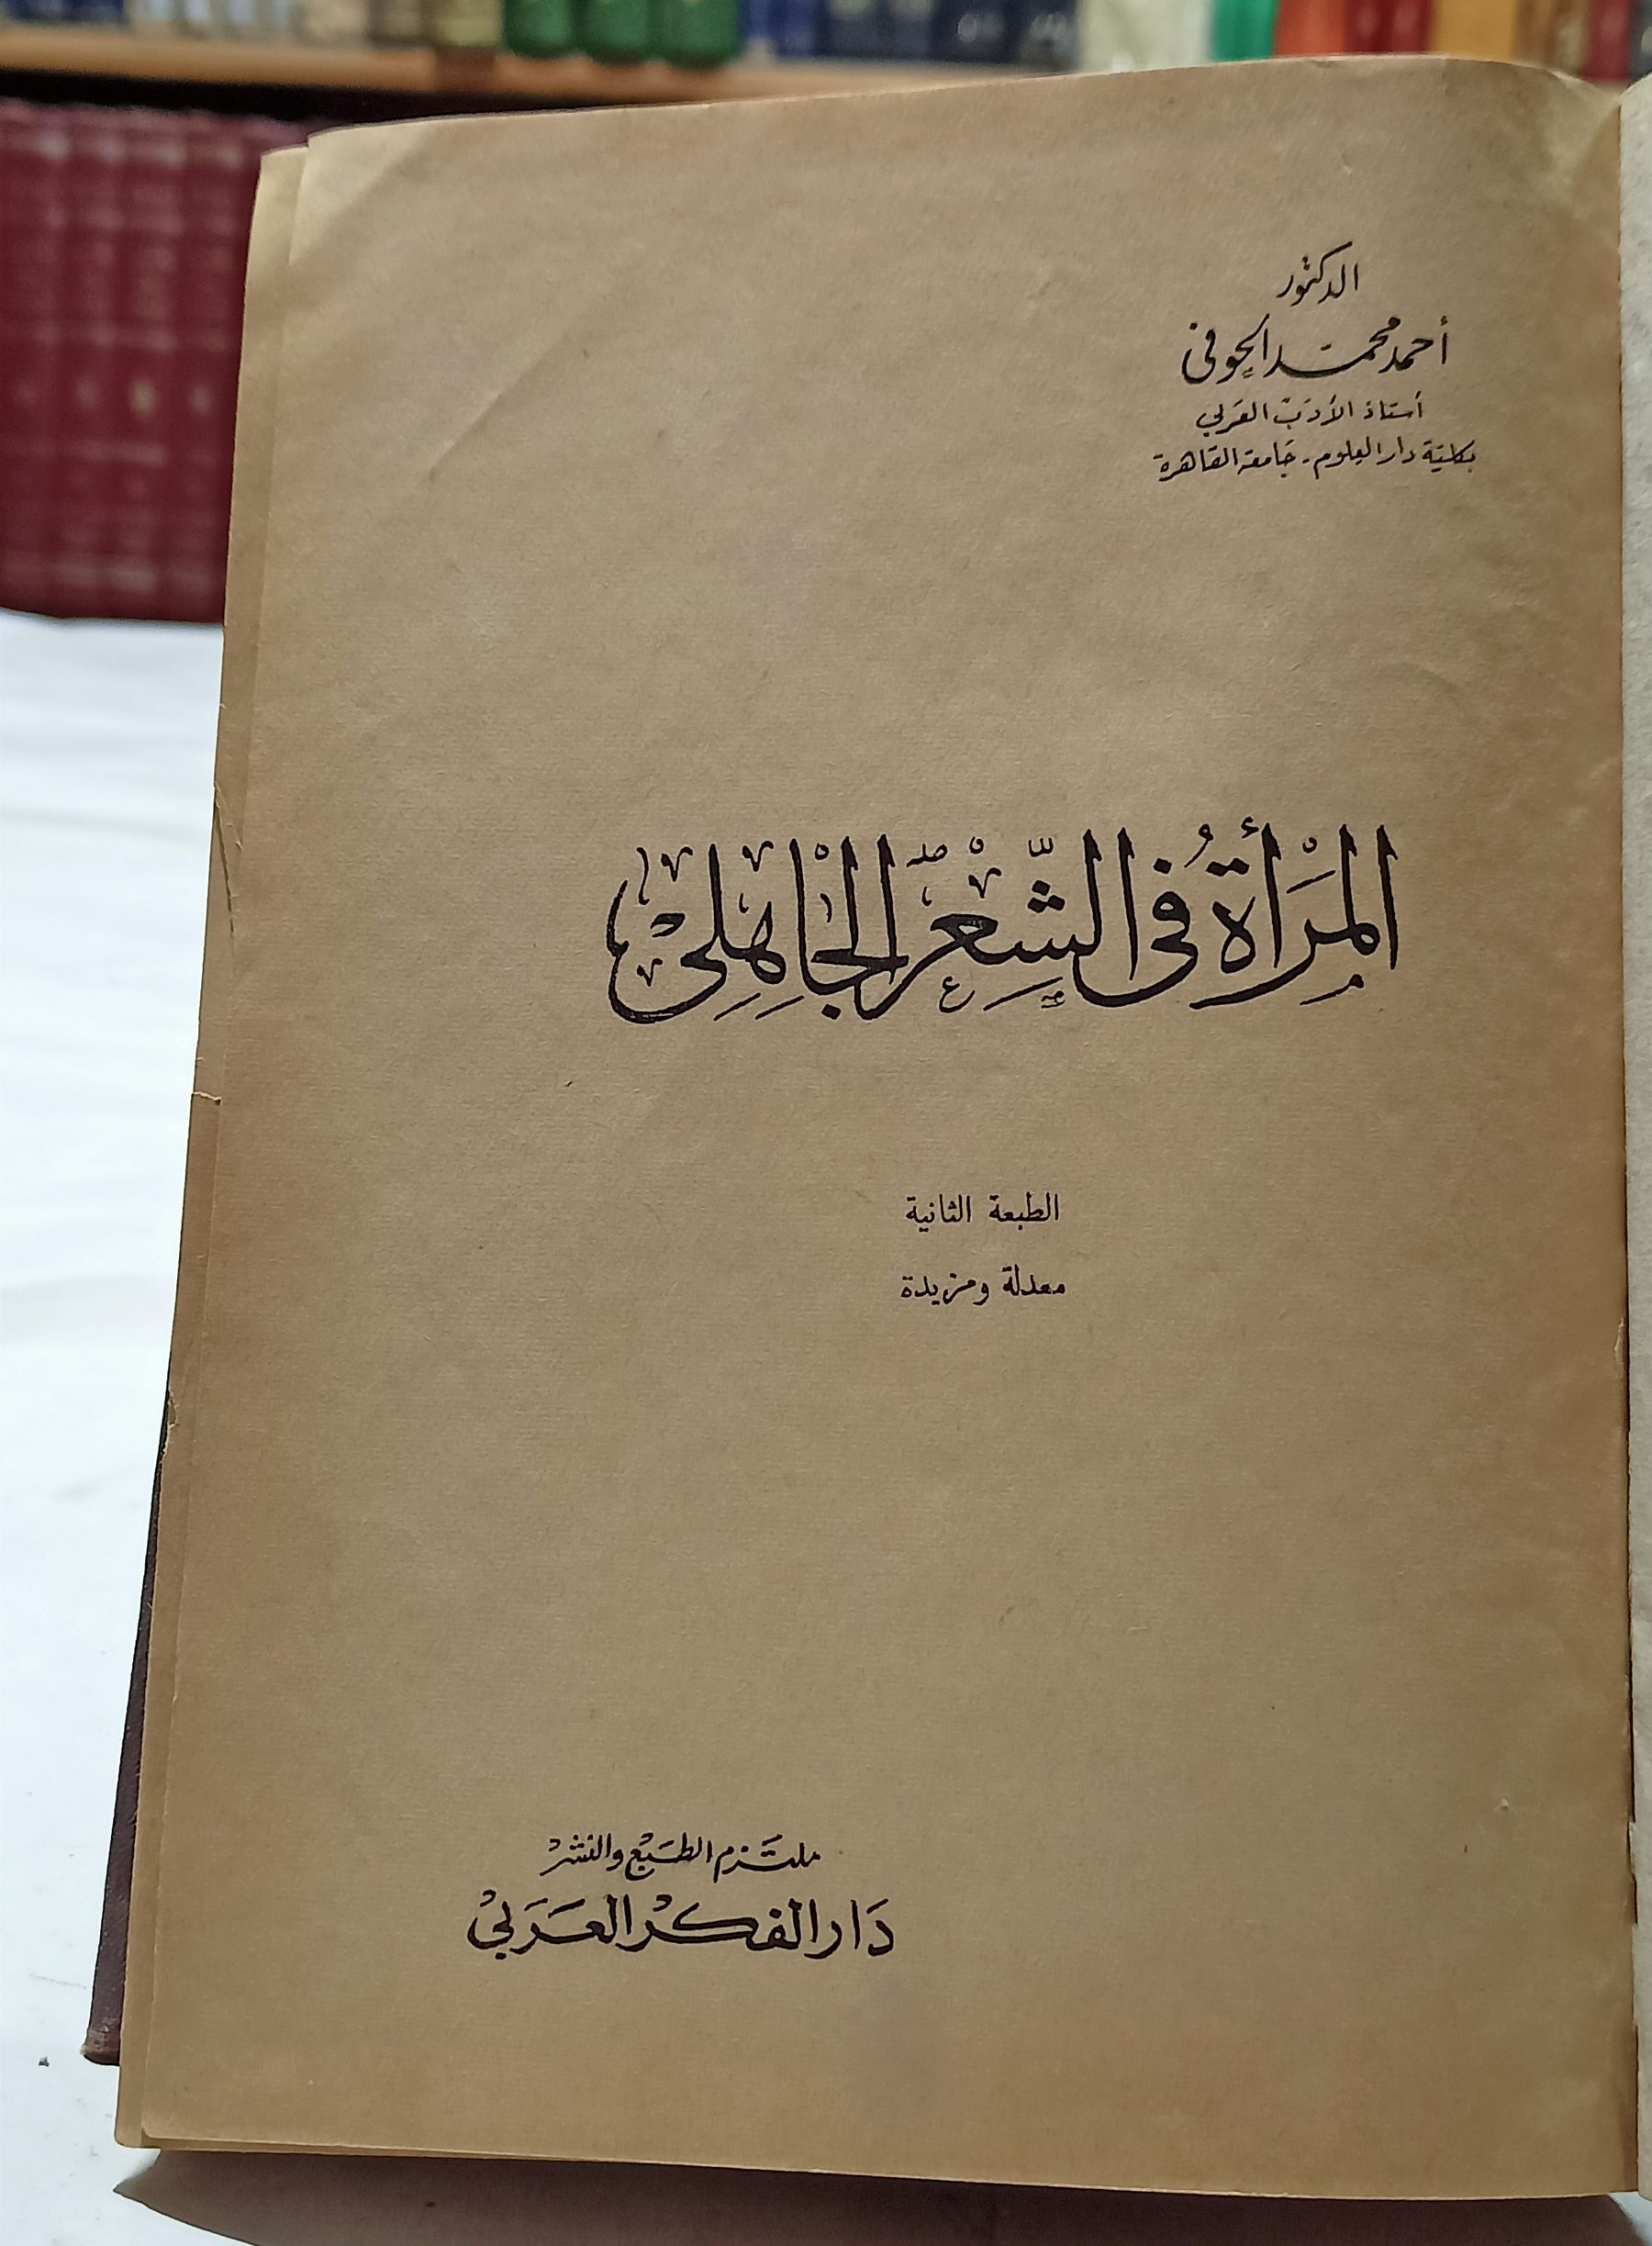 الدكتور
أحمد محمد الحوفى
أستاذ الأدب العربي
بكلية دار العلوم - جامعة القاهرة
المرأة فى الشعر الجاهلى
الطبعة الثانية
معدلة ومزيدة
ملتزم الطبع والنشر
دار الفكر العربي